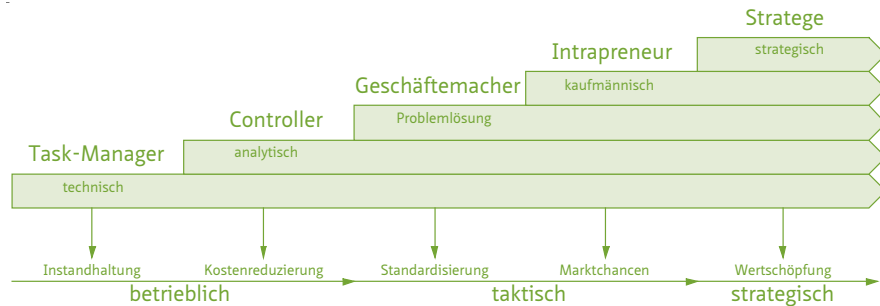 Stratege
strategisch
Intrapreneur
kaufmännisch
Geschäftemacher
Problemlösung
Controller
analytisch
Task-Manager
technisch
Instandhaltung Kostenreduzierung Standardisierung Marktchancen Wertschöpfung
betrieblich taktisch strategisch